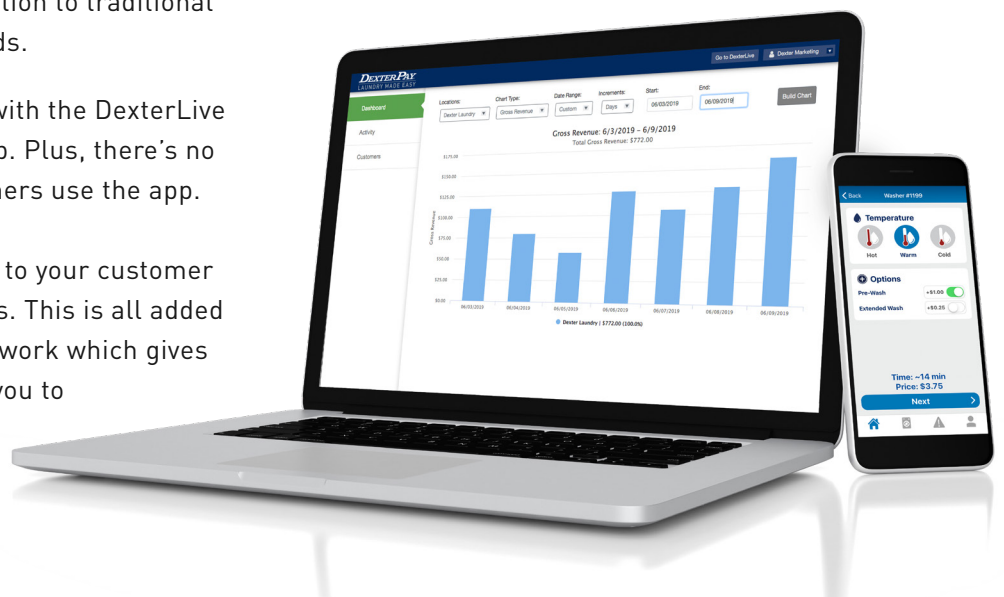 tion to traditional
ds.
with the DexterLive
o. Plus, there's no
ners use the app.
to your customer
s. This is all added
work which gives
you to
DEXTERPAY
LAUNDRY MADE EASY
Go to DexterLive
Dexter Marketing
Dashboard
Activity
Customers
Locations: Chart Type: Date Range: Increments: Start: End:
Dexter Laundry Gross Revenue Custom Days 06/03/2019 06/09/2019 Build Chart
Gross Revenue: 6/3/2019 - 6/9/2019
Total Gross Revenue: $772.00
Gross Revenue
$175.00
$150.00
$125.00
$100.00
$75.00
$50.00
$25.00
$0.00
06/03/2019 06/04/2019 06/05/2019 06/06/2019 06/07/2019 06/08/2019 06/09/2019
Dexter Laundry | $772.00 (100.0%)
Back Washer #1199
Temperature
Hot Warm Cold
Options
Pre-Wash +$1.00
Extended Wash +$0.25
Time: ~14 min
Price: $3.75
Next